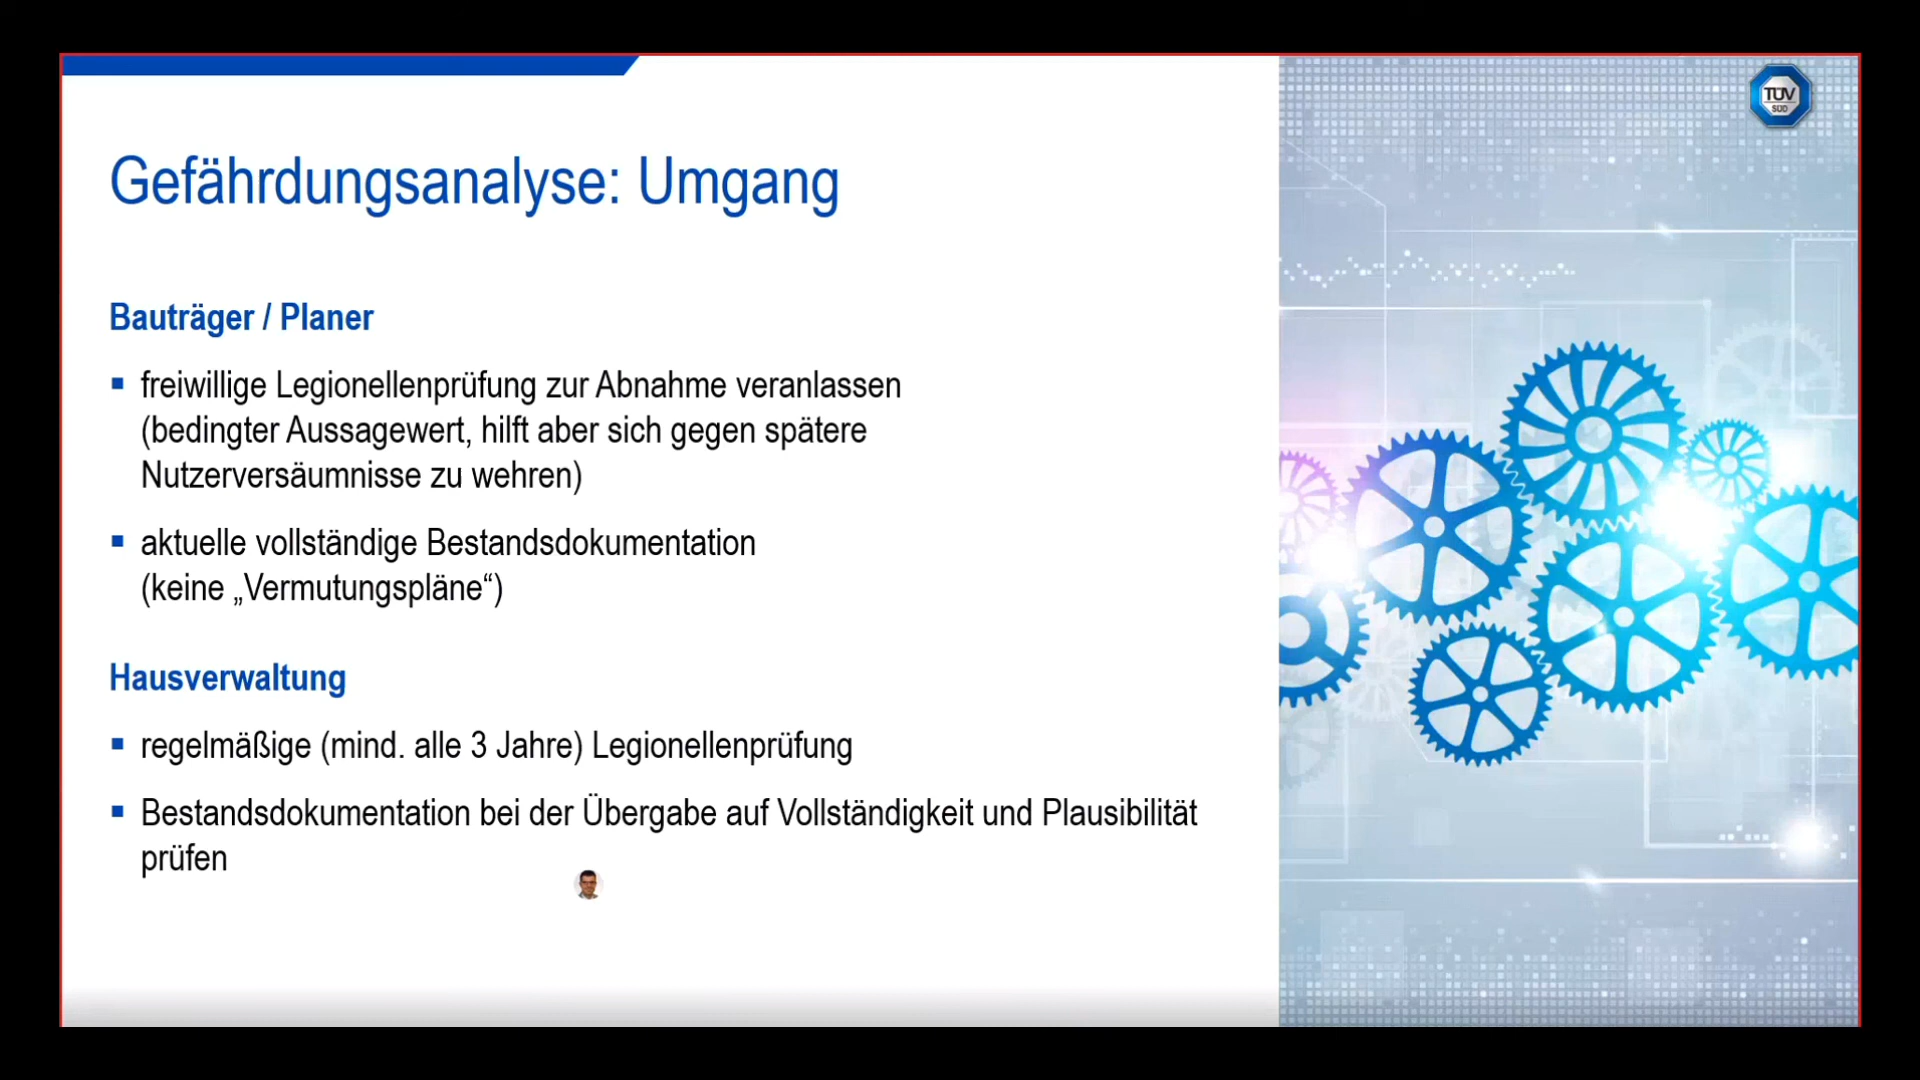 TÜV
SÜD
Gefährdungsanalyse: Umgang
Bauträger / Planer
▪ freiwillige Legionellenprüfung zur Abnahme veranlassen
(bedingter Aussagewert, hilft aber sich gegen spätere
Nutzerversäumnisse zu wehren)
▪ aktuelle vollständige Bestandsdokumentation
(keine „Vermutungspläne“)
Hausverwaltung
▪ regelmäßige (mind. alle 3 Jahre) Legionellenprüfung
▪ Bestandsdokumentation bei der Übergabe auf Vollständigkeit und Plausibilität
prüfen